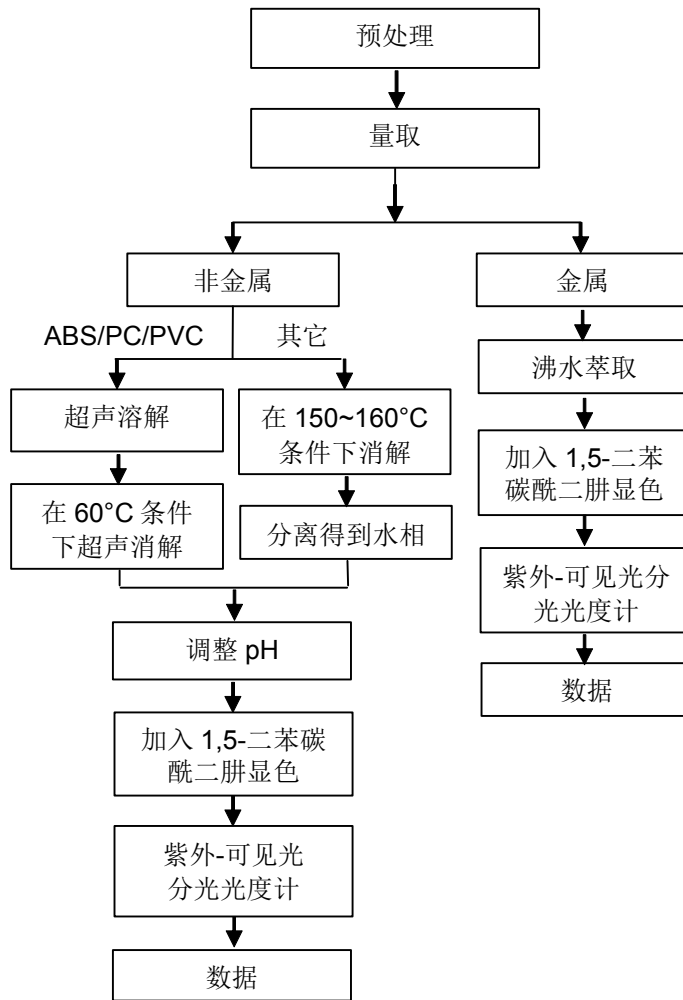 预处理
量取
非金属
金属
ABS/PC/PVC
其它
超声溶解
在 60°C 条件
下超声消解
在 150~160°C
条件下消解
分离得到水相
调整 pH
加入 1,5-二苯碳
酰二肼显色
紫外-可见光
分光光度计
数据
沸水萃取
加入 1,5-二苯
碳酰二肼显色
紫外-可见光分
光光度计
数据